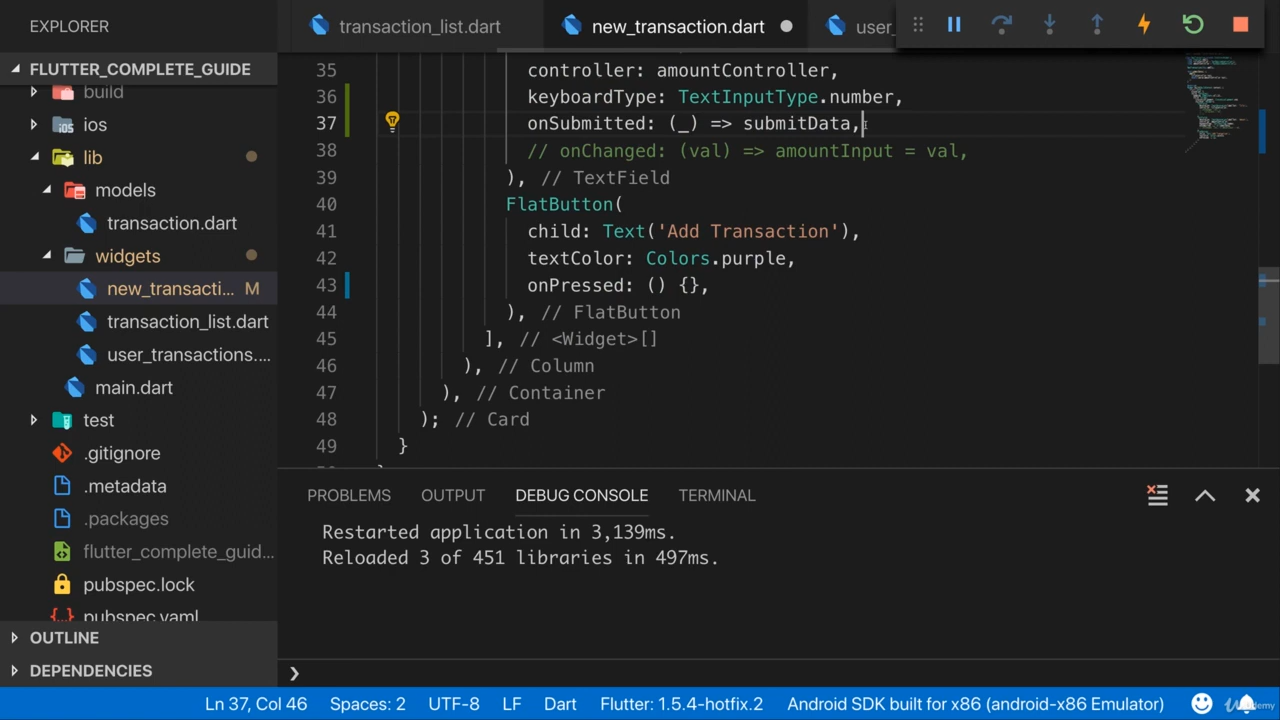 EXPLORER
transaction_list.dart
new_transaction.dart
user_
FLUTTER_COMPLETE_GUIDE
build
ios
lib
models
transaction.dart
widgets
new_transacti... M
transaction_list.dart
user_transactions....
main.dart
test
.gitignore
.metadata
.packages
flutter_complete_guid...
pubspec.lock
pubspec.yaml
OUTLINE
DEPENDENCIES
35 controller: amountController,
36 keyboardType: TextInputType.number,
37 onSubmitted: (_) => submitData,
38 // onChanged: (val) => amountInput = val,
39 ), // TextField
40 FlatButton(
41 child: Text('Add Transaction'),
42 textColor: Colors.purple,
43 onPressed: () {},
44 ), // FlatButton
45 ], // <Widget>[]
46 ), // Column
47 ), // Container
48 ); // Card
49 }
PROBLEMS OUTPUT DEBUG CONSOLE TERMINAL
Restarted application in 3,139ms.
Reloaded 3 of 451 libraries in 497ms.
Ln 37, Col 46 Spaces: 2 UTF-8 LF Dart Flutter: 1.5.4-hotfix.2 Android SDK built for x86 (android-x86 Emulator)